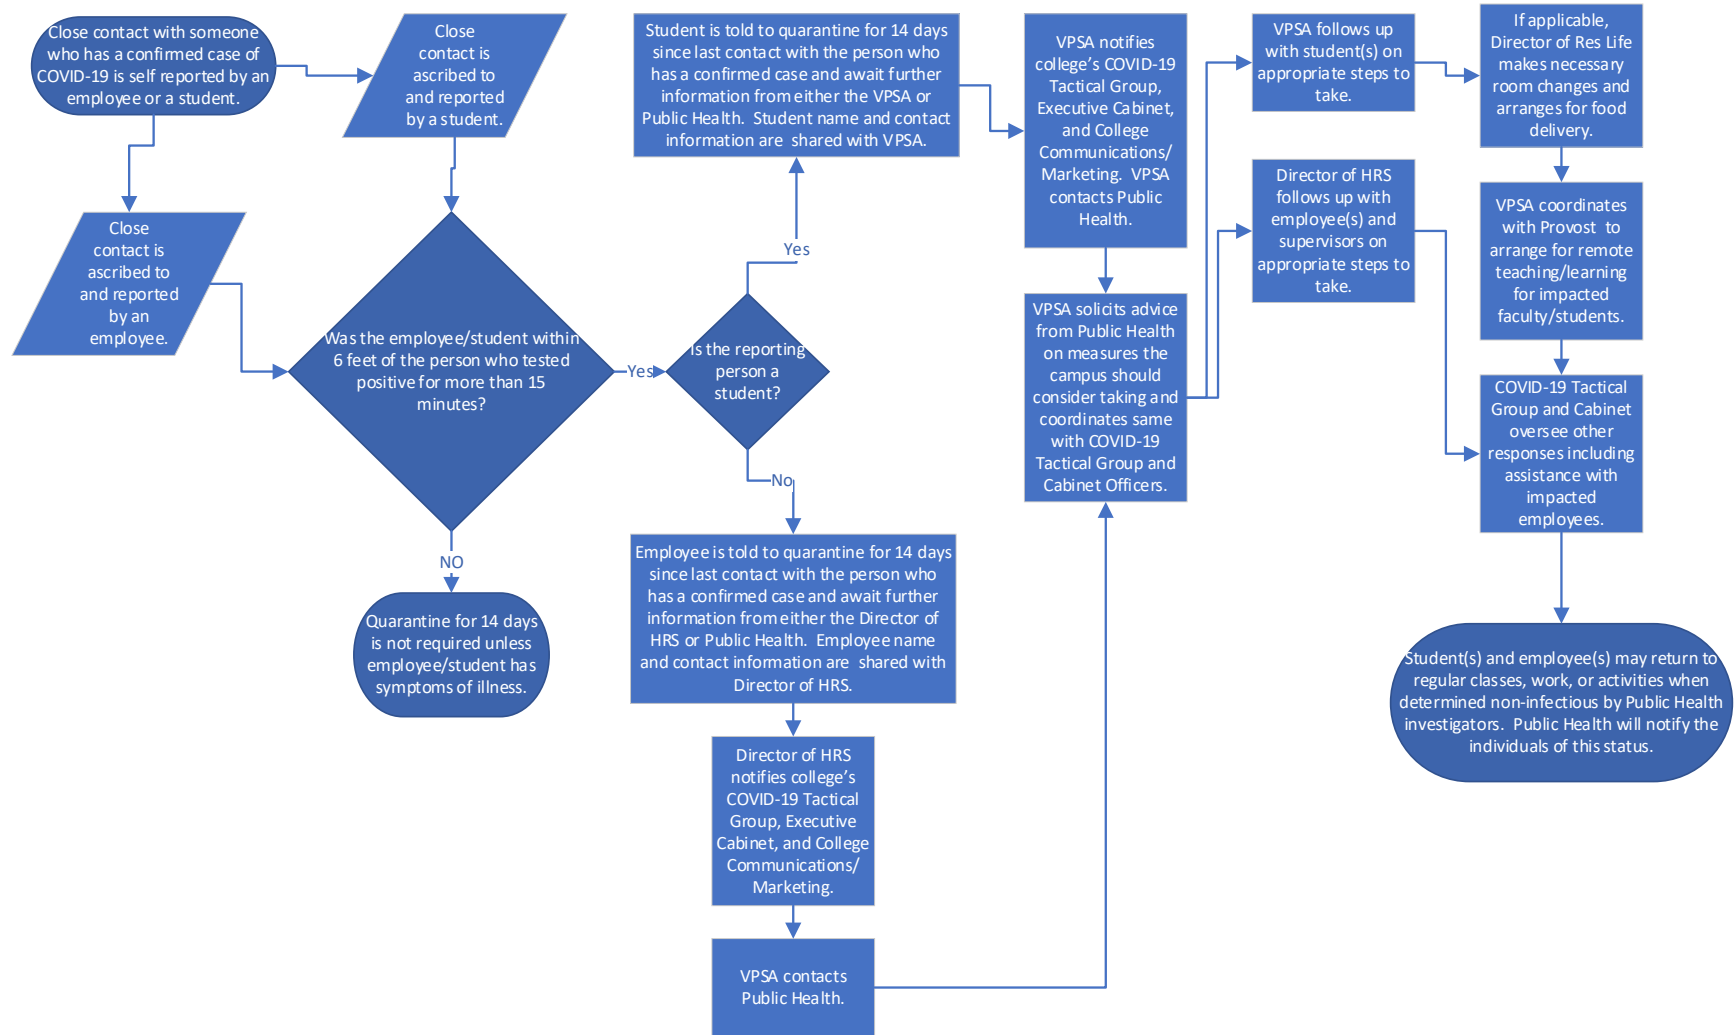 Close contact with someone
who has a confirmed case of
COVID-19 is self reported by an
employee or a student.
Close
contact is
ascribed to
and reported
by a student.
Close
contact is
ascribed to
and reported
by an
employee.
Was the employee/student within
6 feet of the person who tested
positive for more than 15
minutes?
Yes
NO
Quarantine for 14 days
is not required unless
employee/student has
symptoms of illness.
Is the reporting
person a
student?
Yes
No
Student is told to quarantine for 14 days
since last contact with the person who
has a confirmed case and await further
information from either the VPSA or
Public Health. Student name and contact
information are shared with VPSA.
Employee is told to quarantine for 14 days
since last contact with the person who
has a confirmed case and await further
information from either the Director of
HRS or Public Health. Employee name
and contact information are shared with
Director of HRS.
Director of HRS
notifies college's
COVID-19 Tactical
Group, Executive
Cabinet, and College
Communications/
Marketing.
VPSA contacts
Public Health.
VPSA notifies
college's COVID-19
Tactical Group,
Executive Cabinet,
and College
Communications/
Marketing. VPSA
contacts Public
Health.
VPSA solicits advice
from Public Health
on measures the
campus should
consider taking and
coordinates same
with COVID-19
Tactical Group and
Cabinet Officers.
VPSA follows up
with student(s) on
appropriate steps to
take.
Director of HRS
follows up with
employee(s) and
supervisors on
appropriate steps to
take.
If applicable,
Director of Res Life
makes necessary
room changes and
arranges for food
delivery.
VPSA coordinates
with Provost to
arrange for remote
teaching/learning
for impacted
faculty/students.
COVID-19 Tactical
Group and Cabinet
oversee other
responses including
assistance with
impacted
employees.
Student(s) and employee(s) may return to
regular classes, work, or activities when
determined non-infectious by Public Health
investigators. Public Health will notify the
individuals of this status.